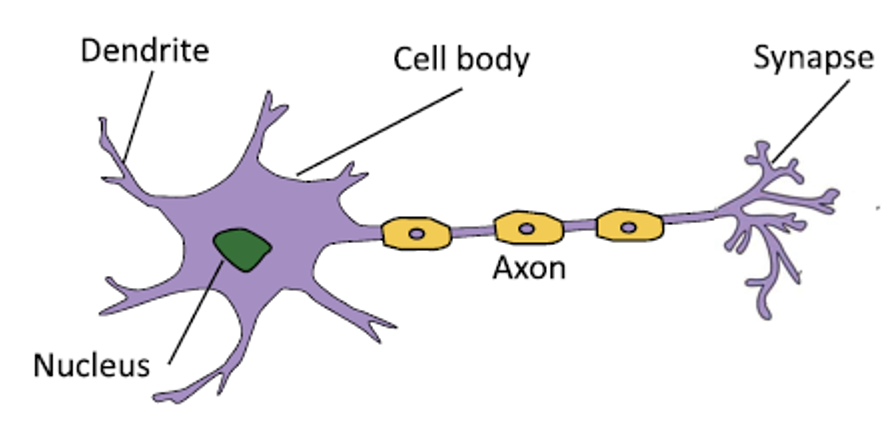 Dendrite
Cell body
Synapse
Axon
Nucleus